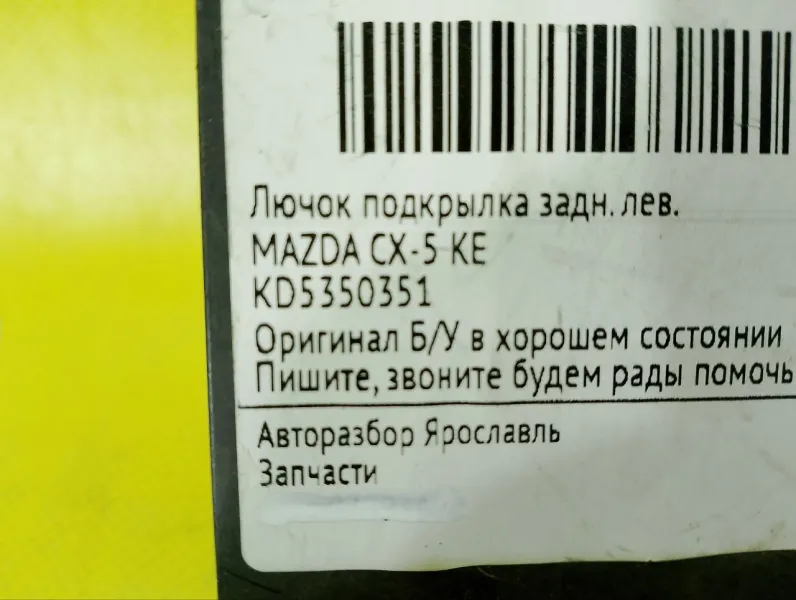 Лючок подкрылка задн. лев.
MAZDA CX-5 KE
KD5350351
Оригинал Б/У в хорошем состоянии
Пишите, звоните будем рады помочь
Авторазбор Ярославль
Запчасти